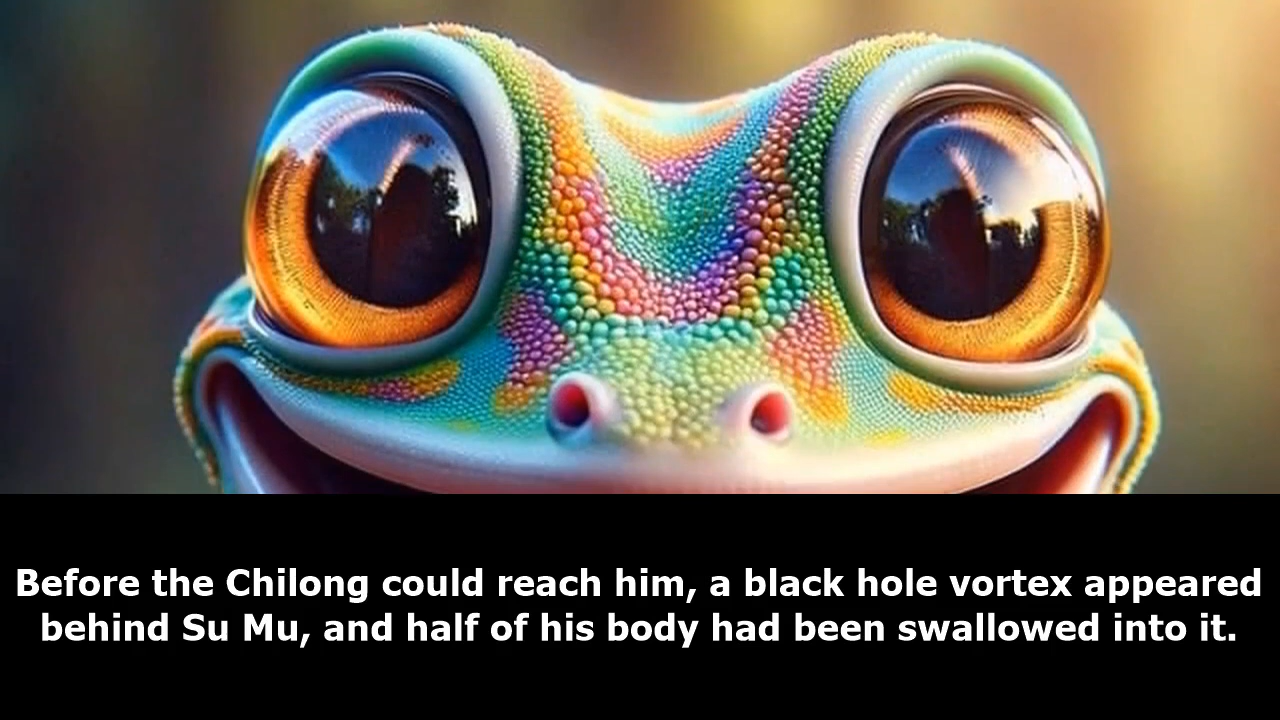 Before the Chilong could reach him, a black hole vortex appeared
behind Su Mu, and half of his body had been swallowed into it.